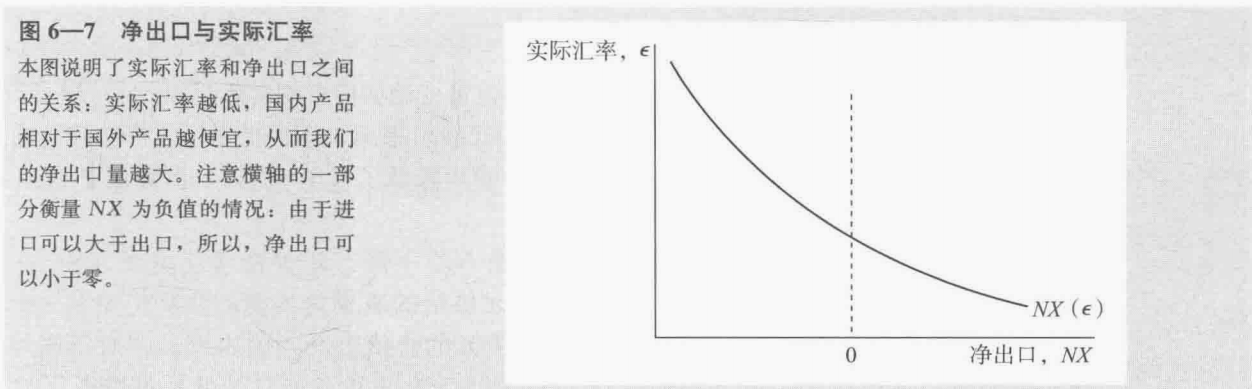 图 6—7 净出口与实际汇率
本图说明了实际汇率和净出口之间
的关系：实际汇率越低，国内产品
相对于国外产品越便宜，从而我们
的净出口量越大。注意横轴的一部
分衡量 NX 为负值的情况：由于进
口可以大于出口，所以，净出口可
以小于零。
实际汇率，ϵ
NX（ϵ）
0
净出口，NX